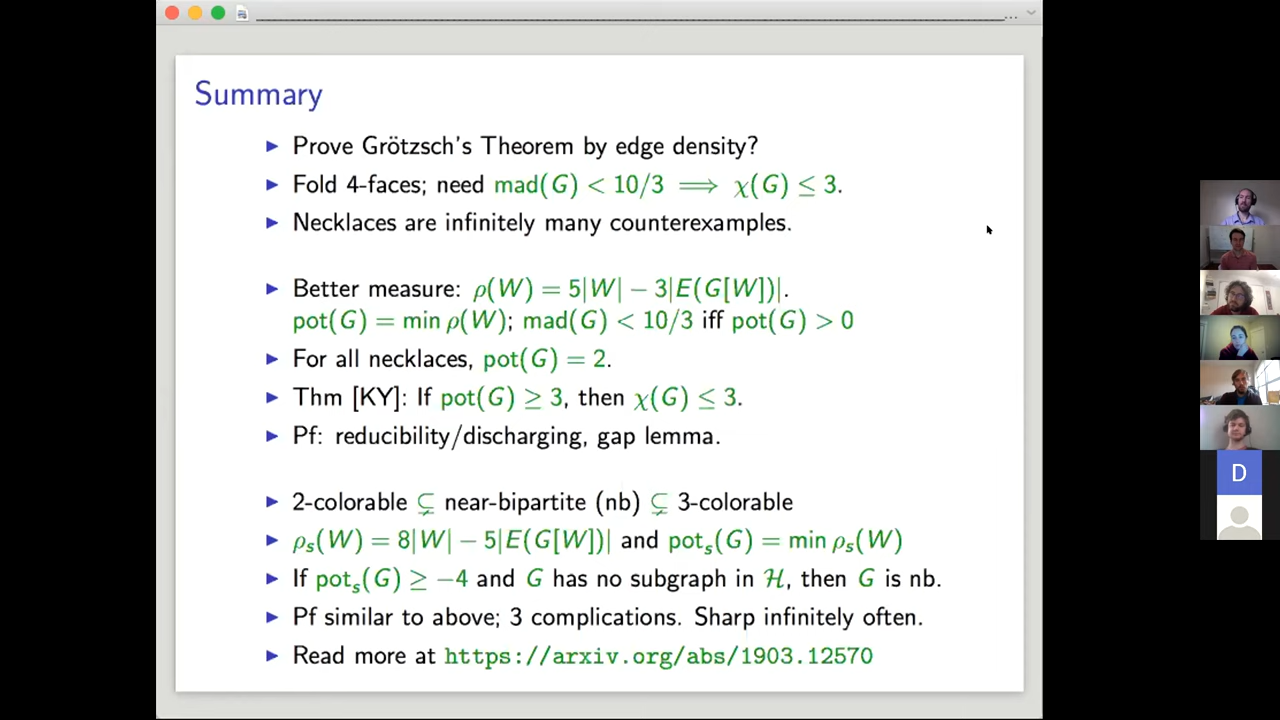 Summary
Prove Grötzsch's Theorem by edge density?
Fold 4-faces; need mad(G) < 10/3 ⟹ χ(G) ≤ 3.
Necklaces are infinitely many counterexamples.
Better measure: ρ(W) = 5|W| − 3|E(G[W])|.
pot(G) = min ρ(W); mad(G) < 10/3 iff pot(G) > 0
For all necklaces, pot(G) = 2.
Thm [KY]: If pot(G) ≥ 3, then χ(G) ≤ 3.
Pf: reducibility/discharging, gap lemma.
2-colorable ⊊ near-bipartite (nb) ⊊ 3-colorable
ρₛ(W) = 8|W| − 5|E(G[W])| and potₛ(G) = min ρₛ(W)
If potₛ(G) ≥ −4 and G has no subgraph in ℋ, then G is nb.
Pf similar to above; 3 complications. Sharp infinitely often.
Read more at https://arxiv.org/abs/1903.12570
D